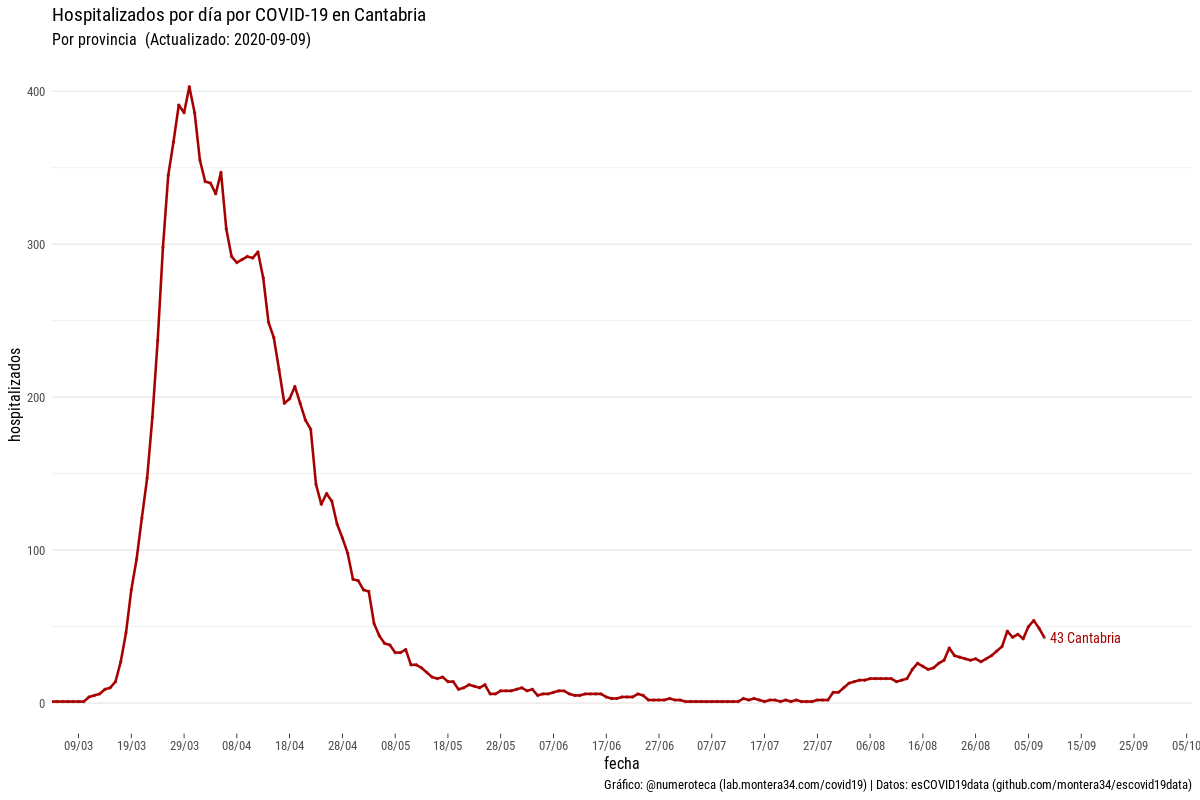 Hospitalizados por día por COVID-19 en Cantabria
Por provincia  (Actualizado: 2020-09-09)
400
300
200
100
0
hospitalizados
43 Cantabria
09/03 19/03 29/03 08/04 18/04 28/04 08/05 18/05 28/05 07/06 17/06 27/06 07/07 17/07 27/07 06/08 16/08 26/08 05/09 15/09 25/09 05/10
fecha
Gráfico: @numeroteca (lab.montera34.com/covid19) | Datos: esCOVID19data (github.com/montera34/escovid19data)